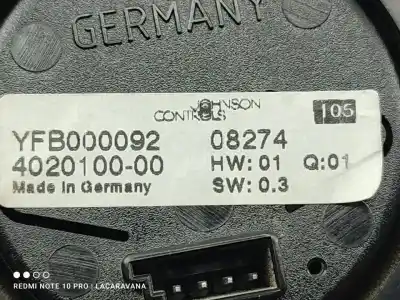 GERMANY
JOHNSON
CONTROLS
105
YFB000092 08274
4020100-00 HW: 01 Q:01
Made in Germany SW: 0.3
REDMI NOTE 10 PRO | LACARAVANA